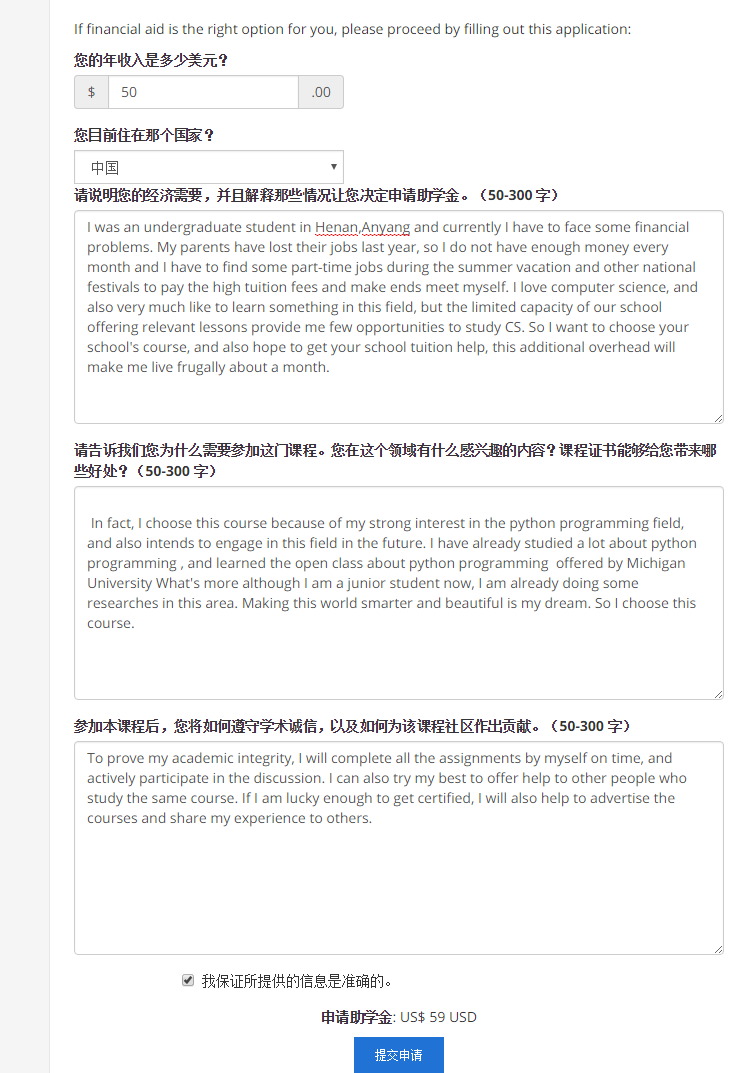 If financial aid is the right option for you, please proceed by filling out this application:
您的年收入是多少美元？
$ 50 .00
您目前住在那个国家？
中国
请说明您的经济需要，并且解释那些情况让您决定申请助学金。（50-300 字）
I was an undergraduate student in Henan,Anyang and currently I have to face some financial
problems. My parents have lost their jobs last year, so I do not have enough money every
month and I have to find some part-time jobs during the summer vacation and other national
festivals to pay the high tuition fees and make ends meet myself. I love computer science, and
also very much like to learn something in this field, but the limited capacity of our school
offering relevant lessons provide me few opportunities to study CS. So I want to choose your
school's course, and also hope to get your school tuition help, this additional overhead will
make me live frugally about a month.
请告诉我们您为什么需要参加这门课程。您在这个领域有什么感兴趣的内容？课程证书能够给您带来哪
些好处？（50-300 字）
In fact, I choose this course because of my strong interest in the python programming field,
and also intends to engage in this field in the future. I have already studied a lot about python
programming , and learned the open class about python programming  offered by Michigan
University What's more although I am a junior student now, I am already doing some
researches in this area. Making this world smarter and beautiful is my dream. So I choose this
course.
参加本课程后，您将如何遵守学术诚信，以及如何为该课程社区作出贡献。（50-300 字）
To prove my academic integrity, I will complete all the assignments by myself on time, and
actively participate in the discussion. I can also try my best to offer help to other people who
study the same course. If I am lucky enough to get certified, I will also help to advertise the
courses and share my experience to others.
我保证所提供的信息是准确的。
申请助学金: US$ 59 USD
提交申请